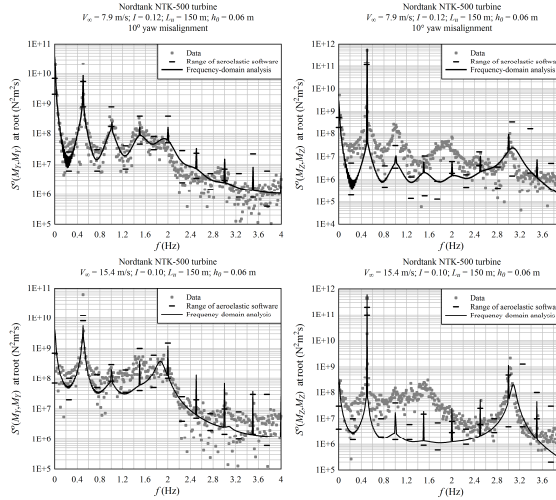 Nordtank NTK-500 turbine
V∞ = 7.9 m/s; I = 0.12; Lu = 150 m; h0 = 0.06 m
10° yaw misalignment
1E+11
1E+10
1E+9
1E+8
1E+7
1E+6
1E+5
Data
Range of aeroelastic software
Frequency-domain analysis
S°(MY,MY) at root (N²m²s)
0 0.4 0.8 1.2 1.6 2 2.4 2.8 3.2 3.6 4
f (Hz)
Nordtank NTK-500 turbine
V∞ = 7.9 m/s; I = 0.12; Lu = 150 m; h0 = 0.06 m
10° yaw misalignment
1E+12
1E+11
1E+10
1E+9
1E+8
1E+7
1E+6
1E+5
1E+4
Data
Range of aeroelastic software
Frequency-domain analysis
S°(MZ,MZ) at root (N²m²s)
0 0.4 0.8 1.2 1.6 2 2.4 2.8 3.2 3.6
f (Hz)
Nordtank NTK-500 turbine
V∞ = 15.4 m/s; I = 0.10; Lu = 150 m; h0 = 0.06 m
1E+11
1E+10
1E+9
1E+8
1E+7
1E+6
1E+5
Data
Range of aeroelastic software
Frequency-domain analysis
S°(MY,MY) at root (N²m²s)
0 0.4 0.8 1.2 1.6 2 2.4 2.8 3.2 3.6 4
f (Hz)
Nordtank NTK-500 turbine
V∞ = 15.4 m/s; I = 0.10; Lu = 150 m; h0 = 0.06 m
1E+12
1E+11
1E+10
1E+9
1E+8
1E+7
1E+6
1E+5
Data
Range of aeroelastic software
Frequency domain analysis
S°(MZ,MZ) at root (N²m²s)
0 0.4 0.8 1.2 1.6 2 2.4 2.8 3.2 3.6
f (Hz)